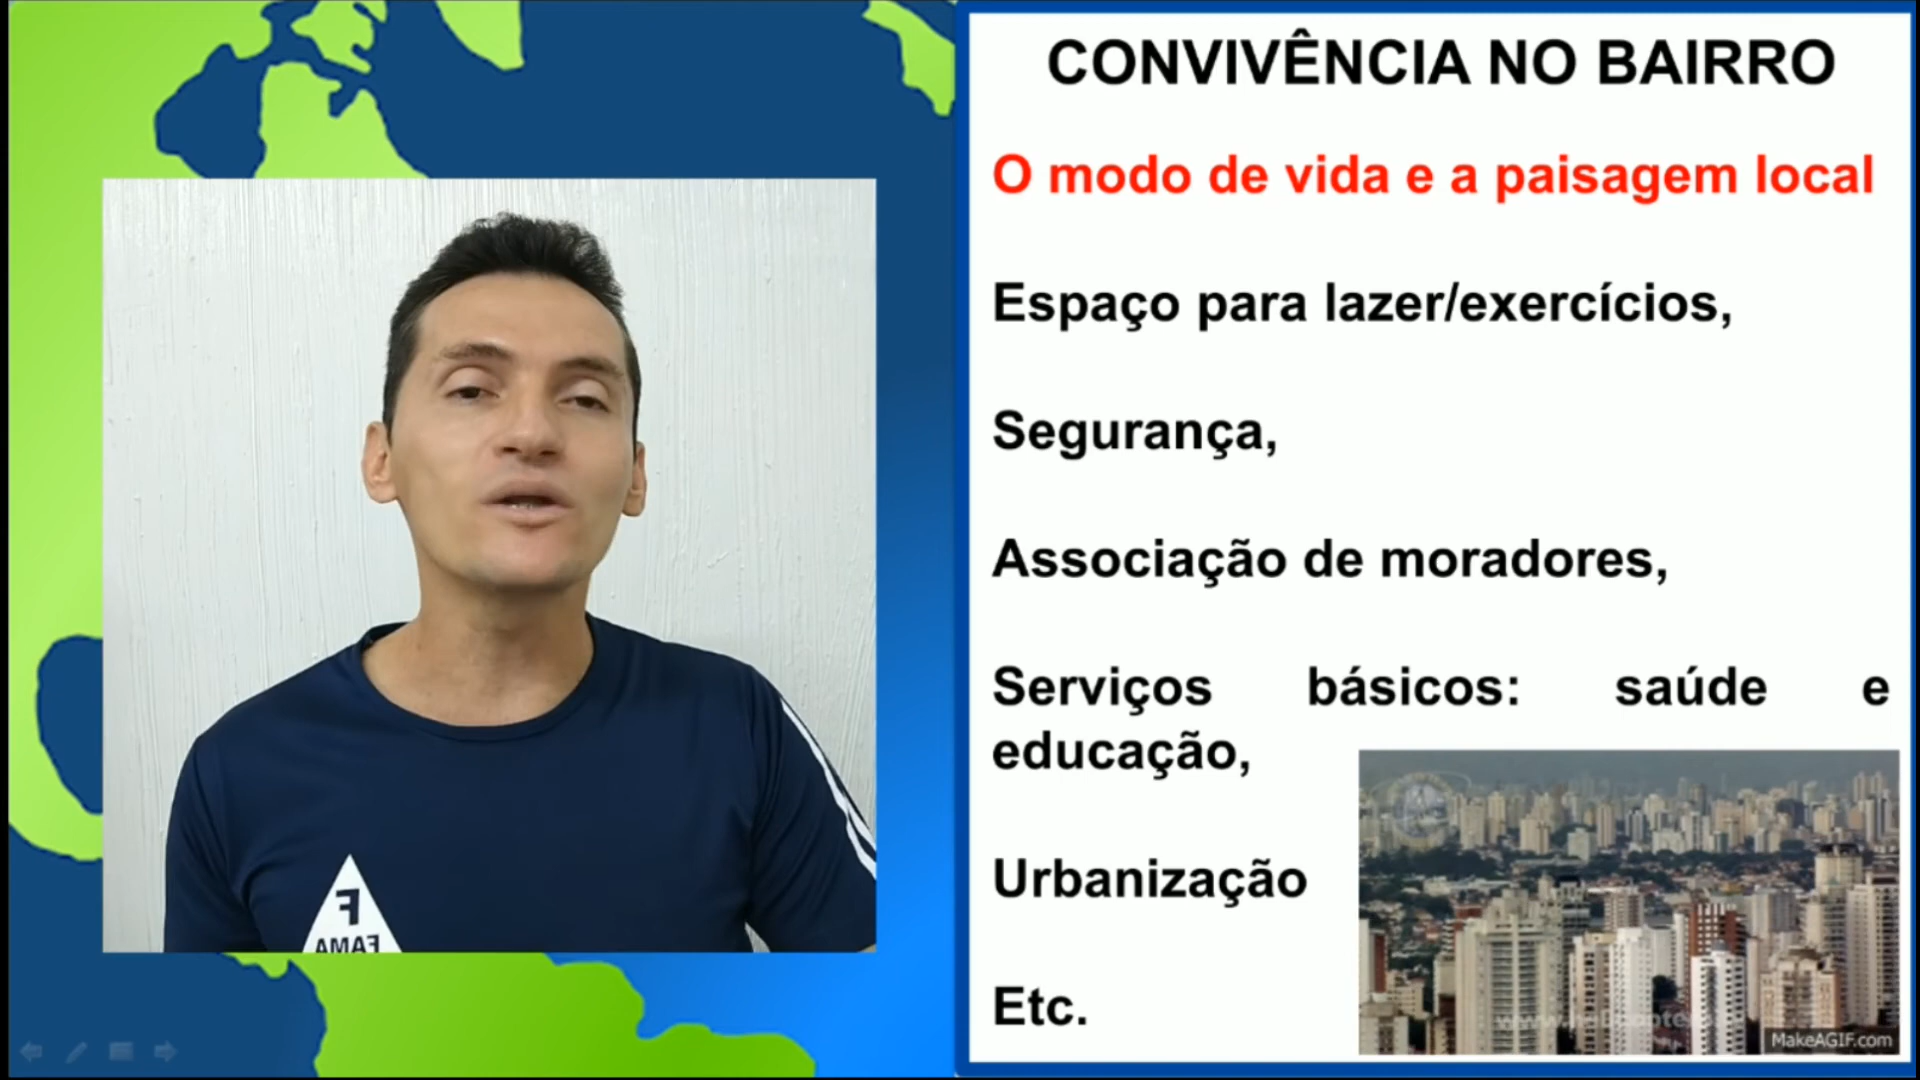 CONVIVÊNCIA NO BAIRRO
O modo de vida e a paisagem local
Espaço para lazer/exercícios,
Segurança,
Associação de moradores,
Serviços básicos: saúde e
educação,
Urbanização
Etc.
F
FAMA
MakeAGIF.com